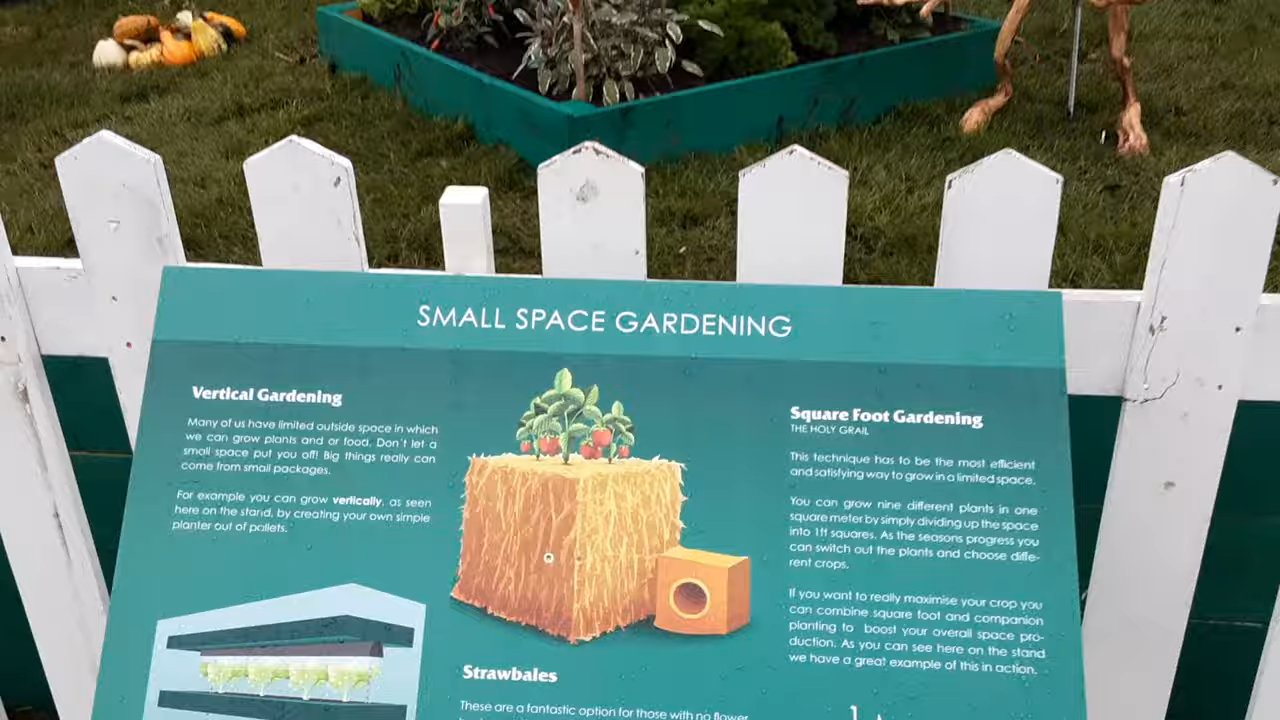 SMALL SPACE GARDENING
Vertical Gardening
Many of us have limited outside space in which
we can grow plants and or food. Don't let a
small space put you off! Big things really can
come from small packages.
For example you can grow vertically, as seen
here on the stand, by creating your own simple
planter out of pallets.
Strawbales
These are a fantastic option for those with no flower
Square Foot Gardening
THE HOLY GRAIL
This technique has to be the most efficient
and satisfying way to grow in a limited space.
You can grow nine different plants in one
square meter by simply dividing up the space
into 1ft squares. As the seasons progress you
can switch out the plants and choose diffe-
rent crops.
If you want to really maximise your crop you
can combine square foot and companion
planting to boost your overall space pro-
duction. As you can see here on the stand
we have a great example of this in action.